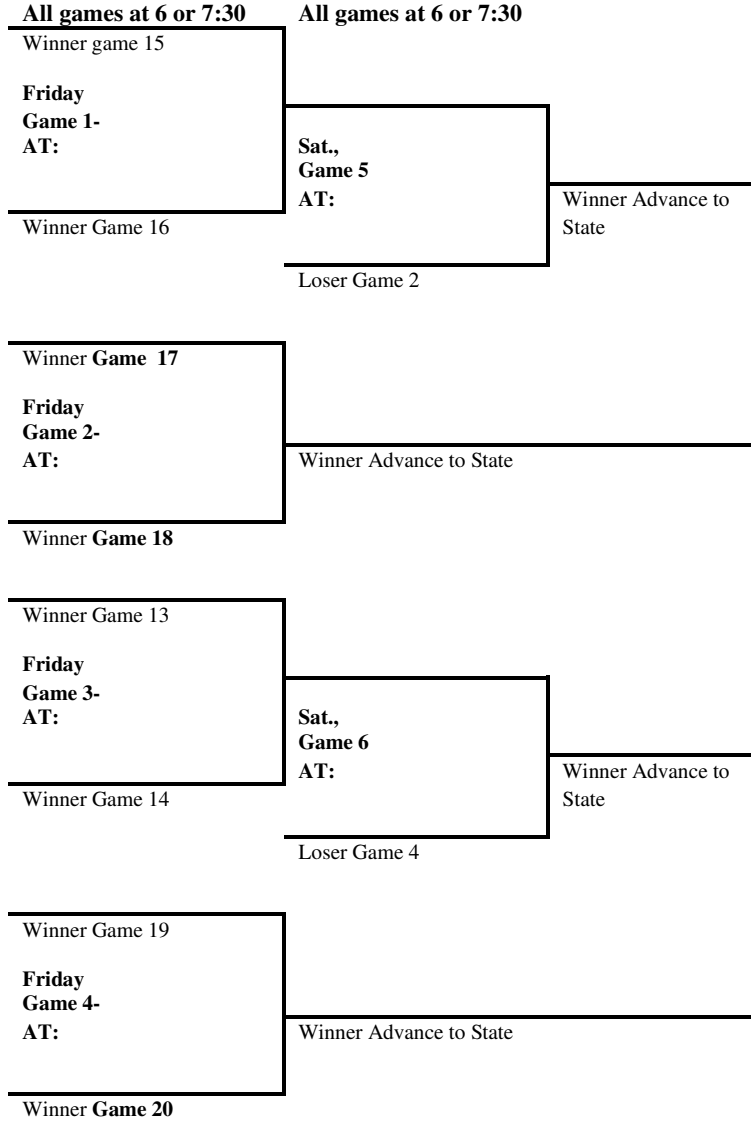 All games at 6 or 7:30 All games at 6 or 7:30
Winner game 15
Friday
Game 1-
AT:
Sat.,
Game 5
AT:
Winner Advance to
State
Winner Game 16
Loser Game 2
Winner Game 17
Friday
Game 2-
AT:
Winner Advance to State
Winner Game 18
Winner Game 13
Friday
Game 3-
AT:
Sat.,
Game 6
AT:
Winner Advance to
State
Winner Game 14
Loser Game 4
Winner Game 19
Friday
Game 4-
AT:
Winner Advance to State
Winner Game 20